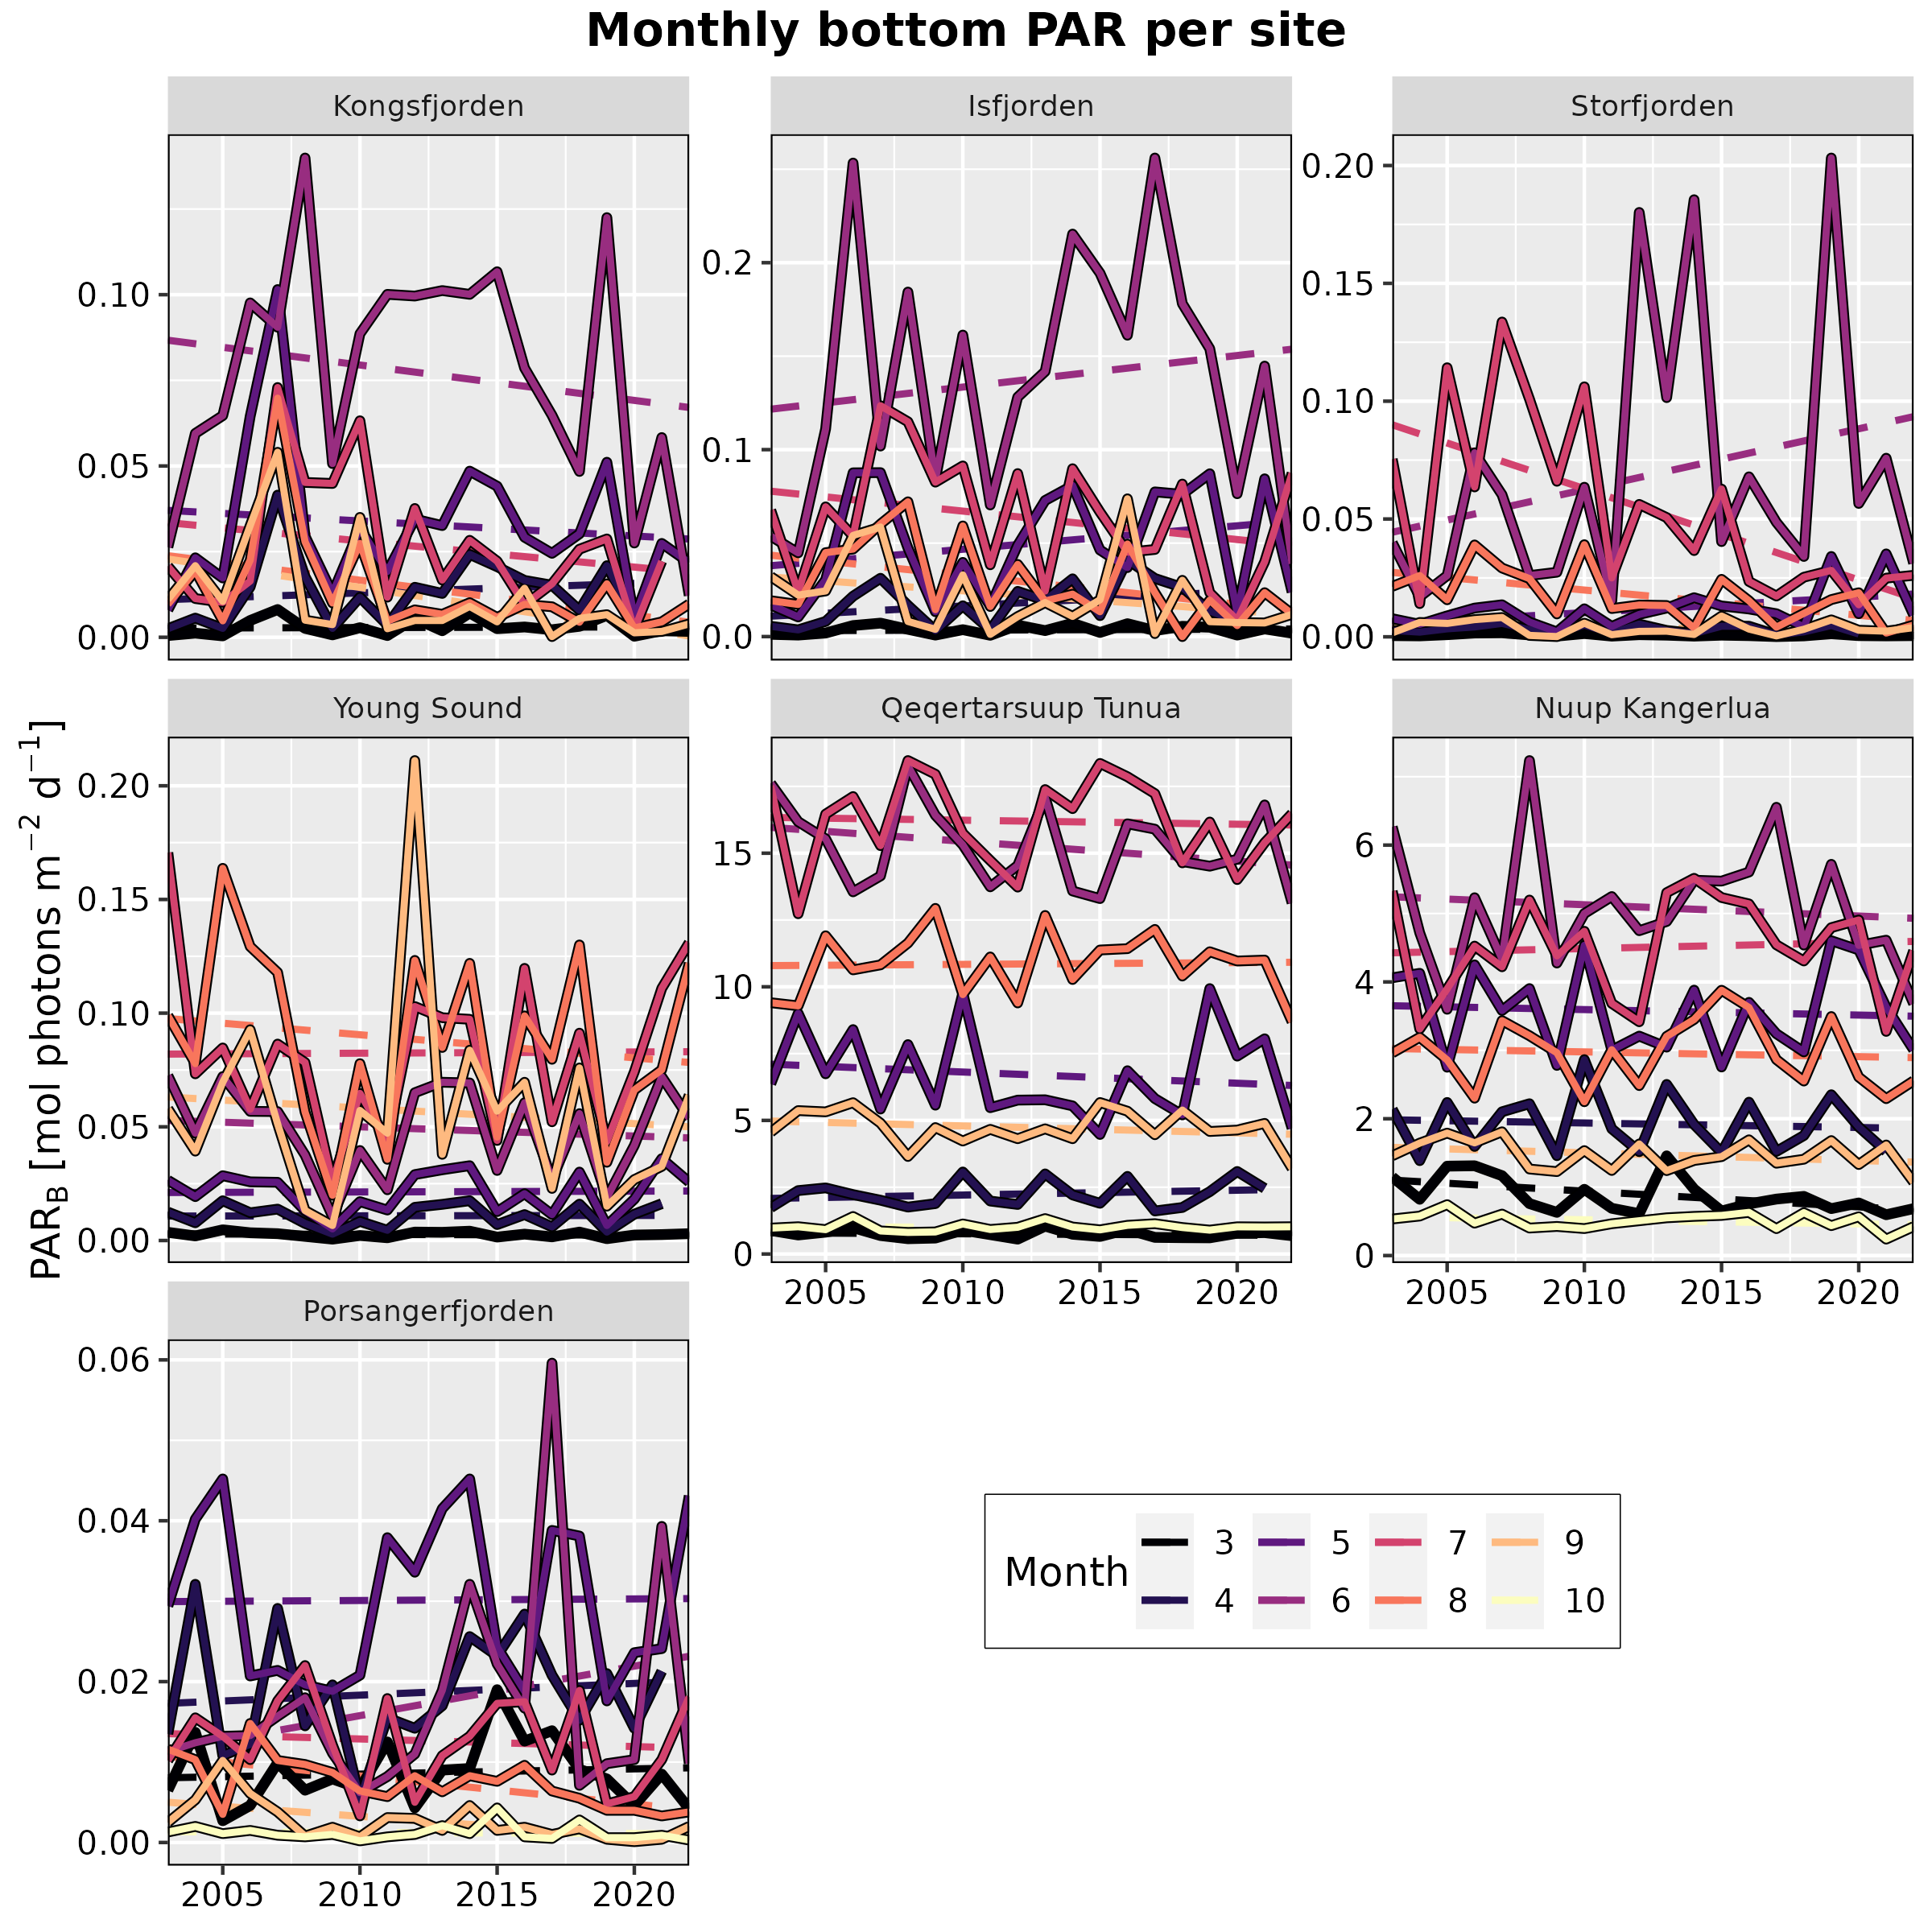 Monthly bottom PAR per site
Kongsfjorden
Isfjorden
Storfjorden
0.10
0.05
0.00
0.2
0.1
0.0
0.20
0.15
0.10
0.05
0.00
PARB [mol photons m−2 d−1]
Young Sound
Qeqertarsuup Tunua
Nuup Kangerlua
0.20
0.15
0.10
0.05
0.00
15
10
5
0
6
4
2
0
2005 2010 2015 2020
2005 2010 2015 2020
Porsangerfjorden
0.06
0.04
0.02
0.00
2005 2010 2015 2020
Month
3 5 7 9
4 6 8 10